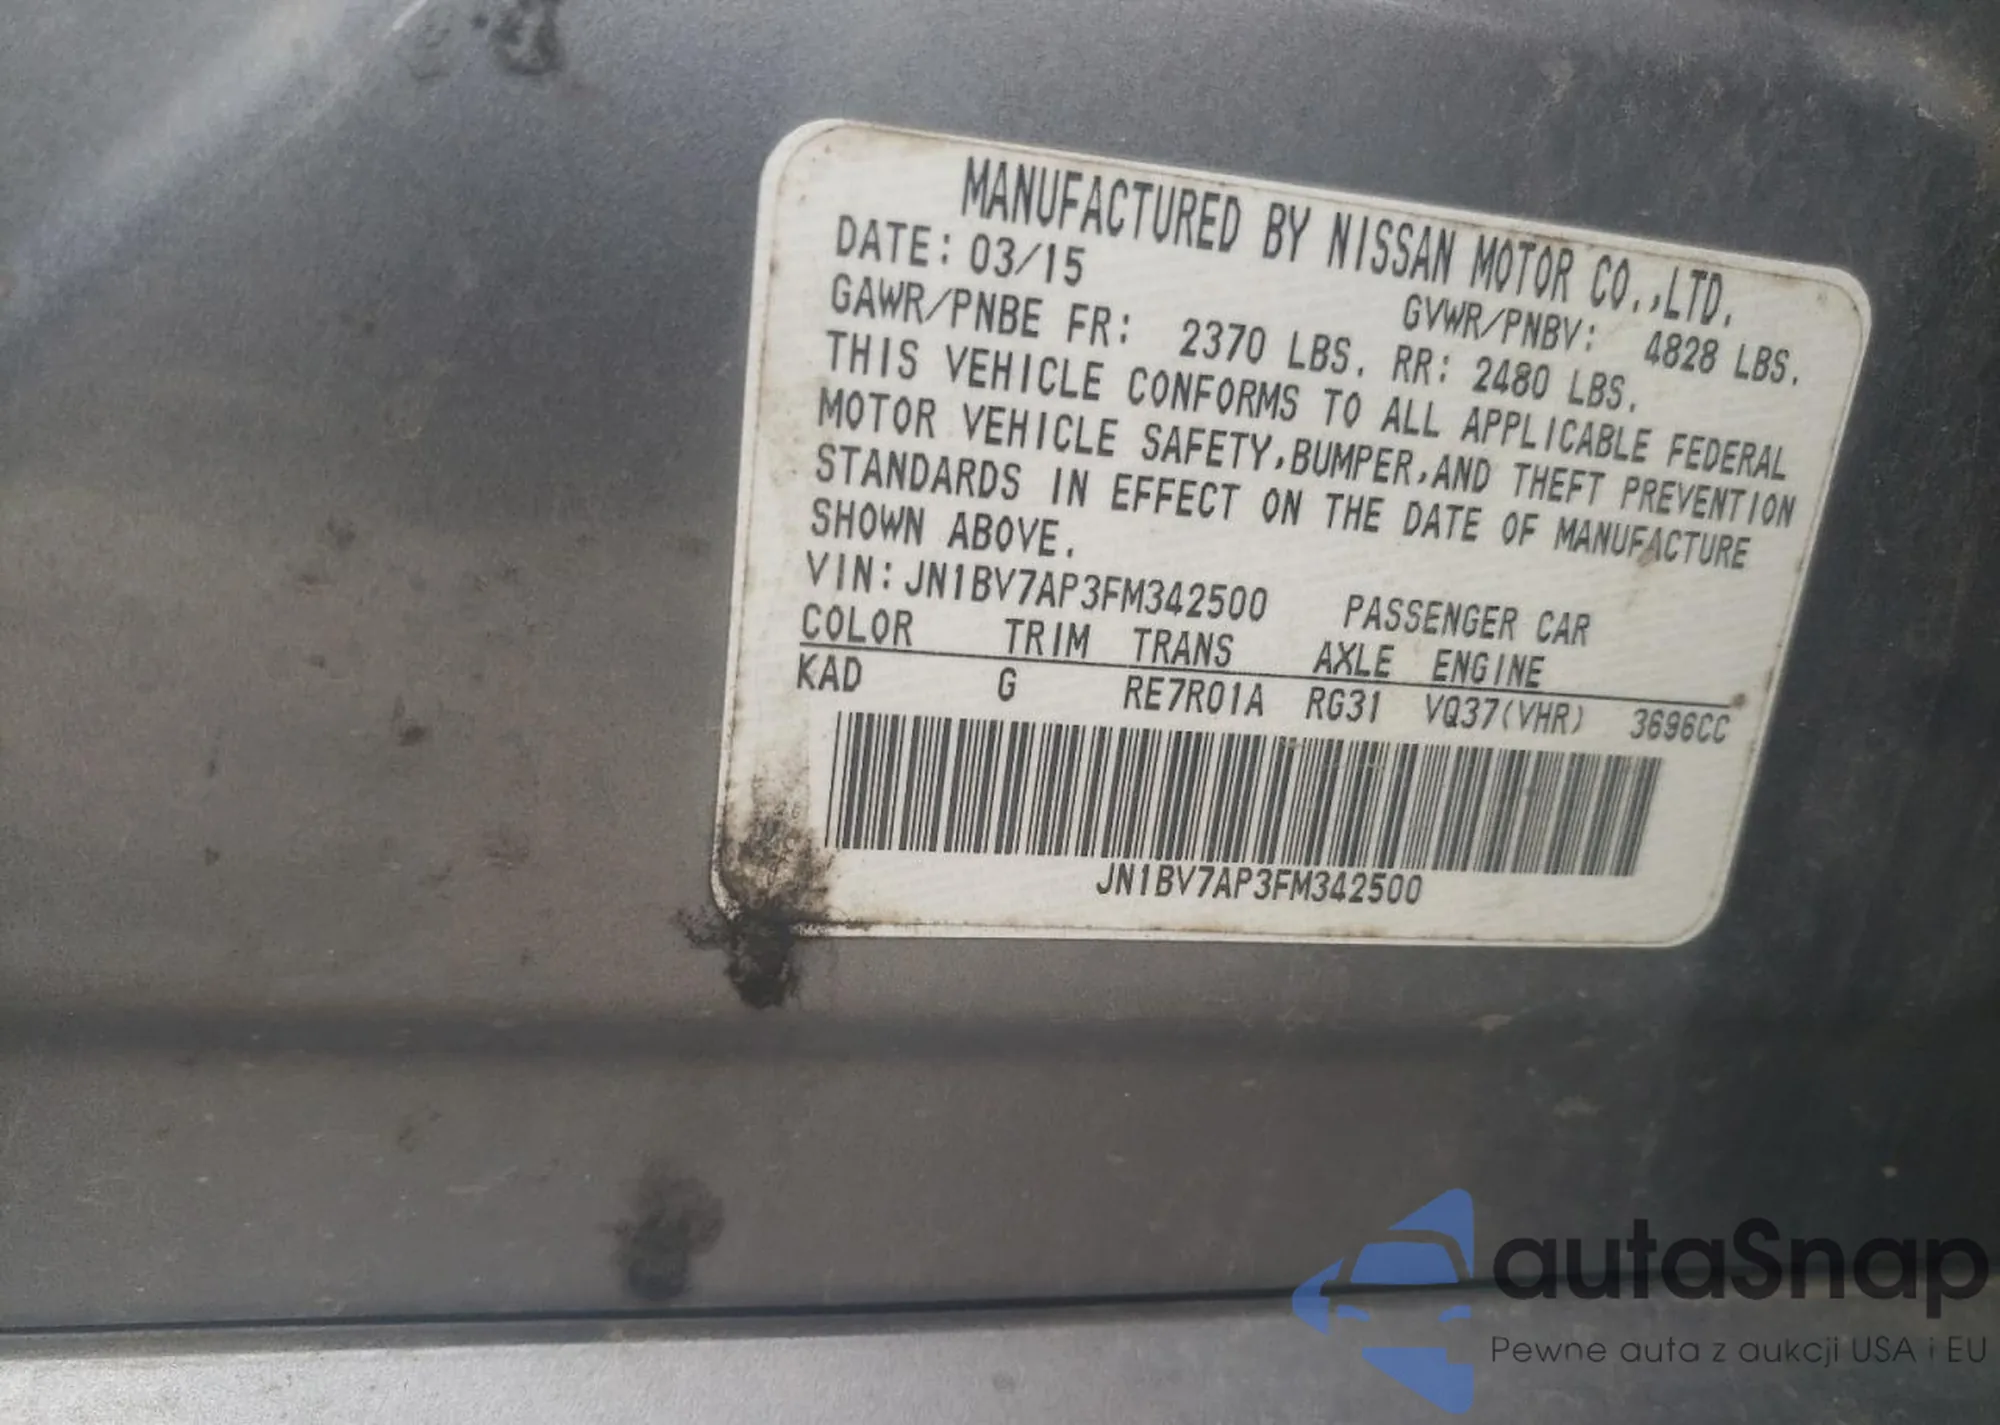 MANUFACTURED BY NISSAN MOTOR CO.,LTD.
DATE: 03/15 GVWR/PNBV: 4828 LBS.
GAWR/PNBE FR: 2370 LBS. RR: 2480 LBS.
THIS VEHICLE CONFORMS TO ALL APPLICABLE FEDERAL
MOTOR VEHICLE SAFETY,BUMPER,AND THEFT PREVENTION
STANDARDS IN EFFECT ON THE DATE OF MANUFACTURE
SHOWN ABOVE.
VIN: JN1BV7AP3FM342500 PASSENGER CAR
COLOR TRIM TRANS AXLE ENGINE
KAD G RE7R01A RG31 VQ37(VHR) 3696CC
JN1BV7AP3FM342500
autaSnap
Pewne auta z aukcji USA i EU